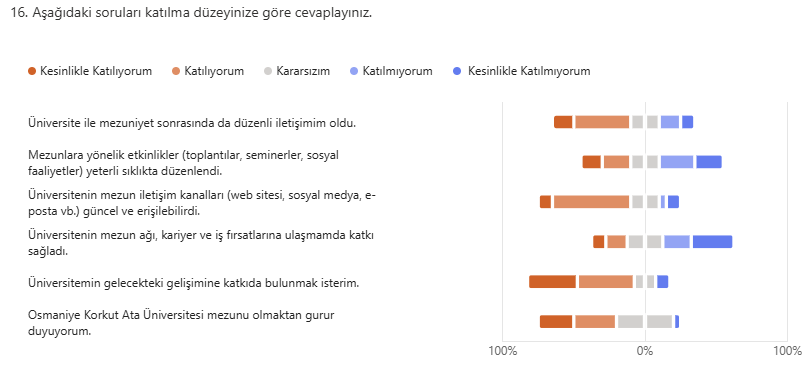 16. Aşağıdaki soruları katılma düzeyinize göre cevaplayınız.
Kesinlikle Katılıyorum Katılıyorum Kararsızım Katılmıyorum Kesinlikle Katılmıyorum
Üniversite ile mezuniyet sonrasında da düzenli iletişimim oldu.
Mezunlara yönelik etkinlikler (toplantılar, seminerler, sosyal
faaliyetler) yeterli sıklıkta düzenlendi.
Üniversitenin mezun iletişim kanalları (web sitesi, sosyal medya, e-
posta vb.) güncel ve erişilebilirdi.
Üniversitenin mezun ağı, kariyer ve iş fırsatlarına ulaşmamda katkı
sağladı.
Üniversitemin gelecekteki gelişimine katkıda bulunmak isterim.
Osmaniye Korkut Ata Üniversitesi mezunu olmaktan gurur
duyuyorum.
100% 0% 100%